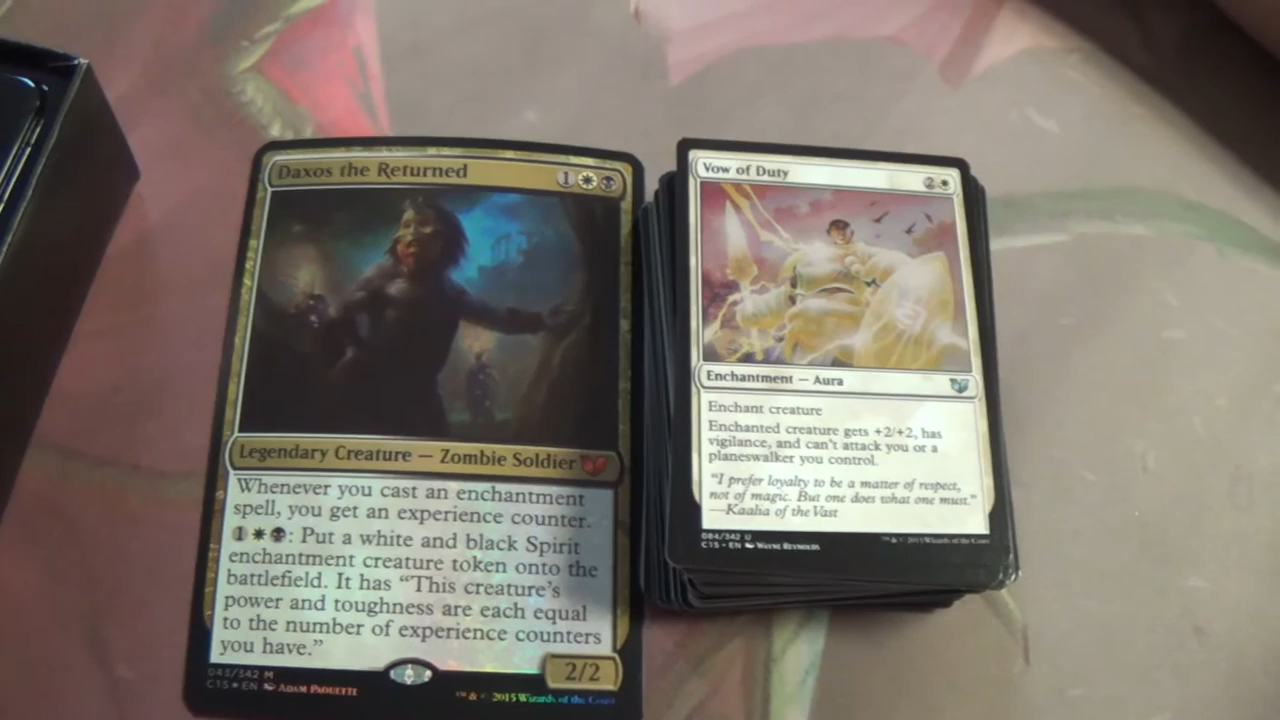 Daxos the Returned
1
Legendary Creature — Zombie Soldier
Whenever you cast an enchantment
spell, you get an experience counter.
1 : Put a white and black Spirit
enchantment creature token onto the
battlefield. It has “This creature's
power and toughness are each equal
to the number of experience counters
you have.”
2/2
043/342 M
C15 * EN Adam Paquette
™ & © 2015 Wizards of the Coast
Vow of Duty
2
Enchantment — Aura
Enchant creature
Enchanted creature gets +2/+2, has
vigilance, and can't attack you or a
planeswalker you control.
“I prefer loyalty to be a matter of respect,
not of magic. But one does what one must.”
—Kaalia of the Vast
084/342 U
C15 • EN Wayne Reynolds
™ & © 2015 Wizards of the Coast